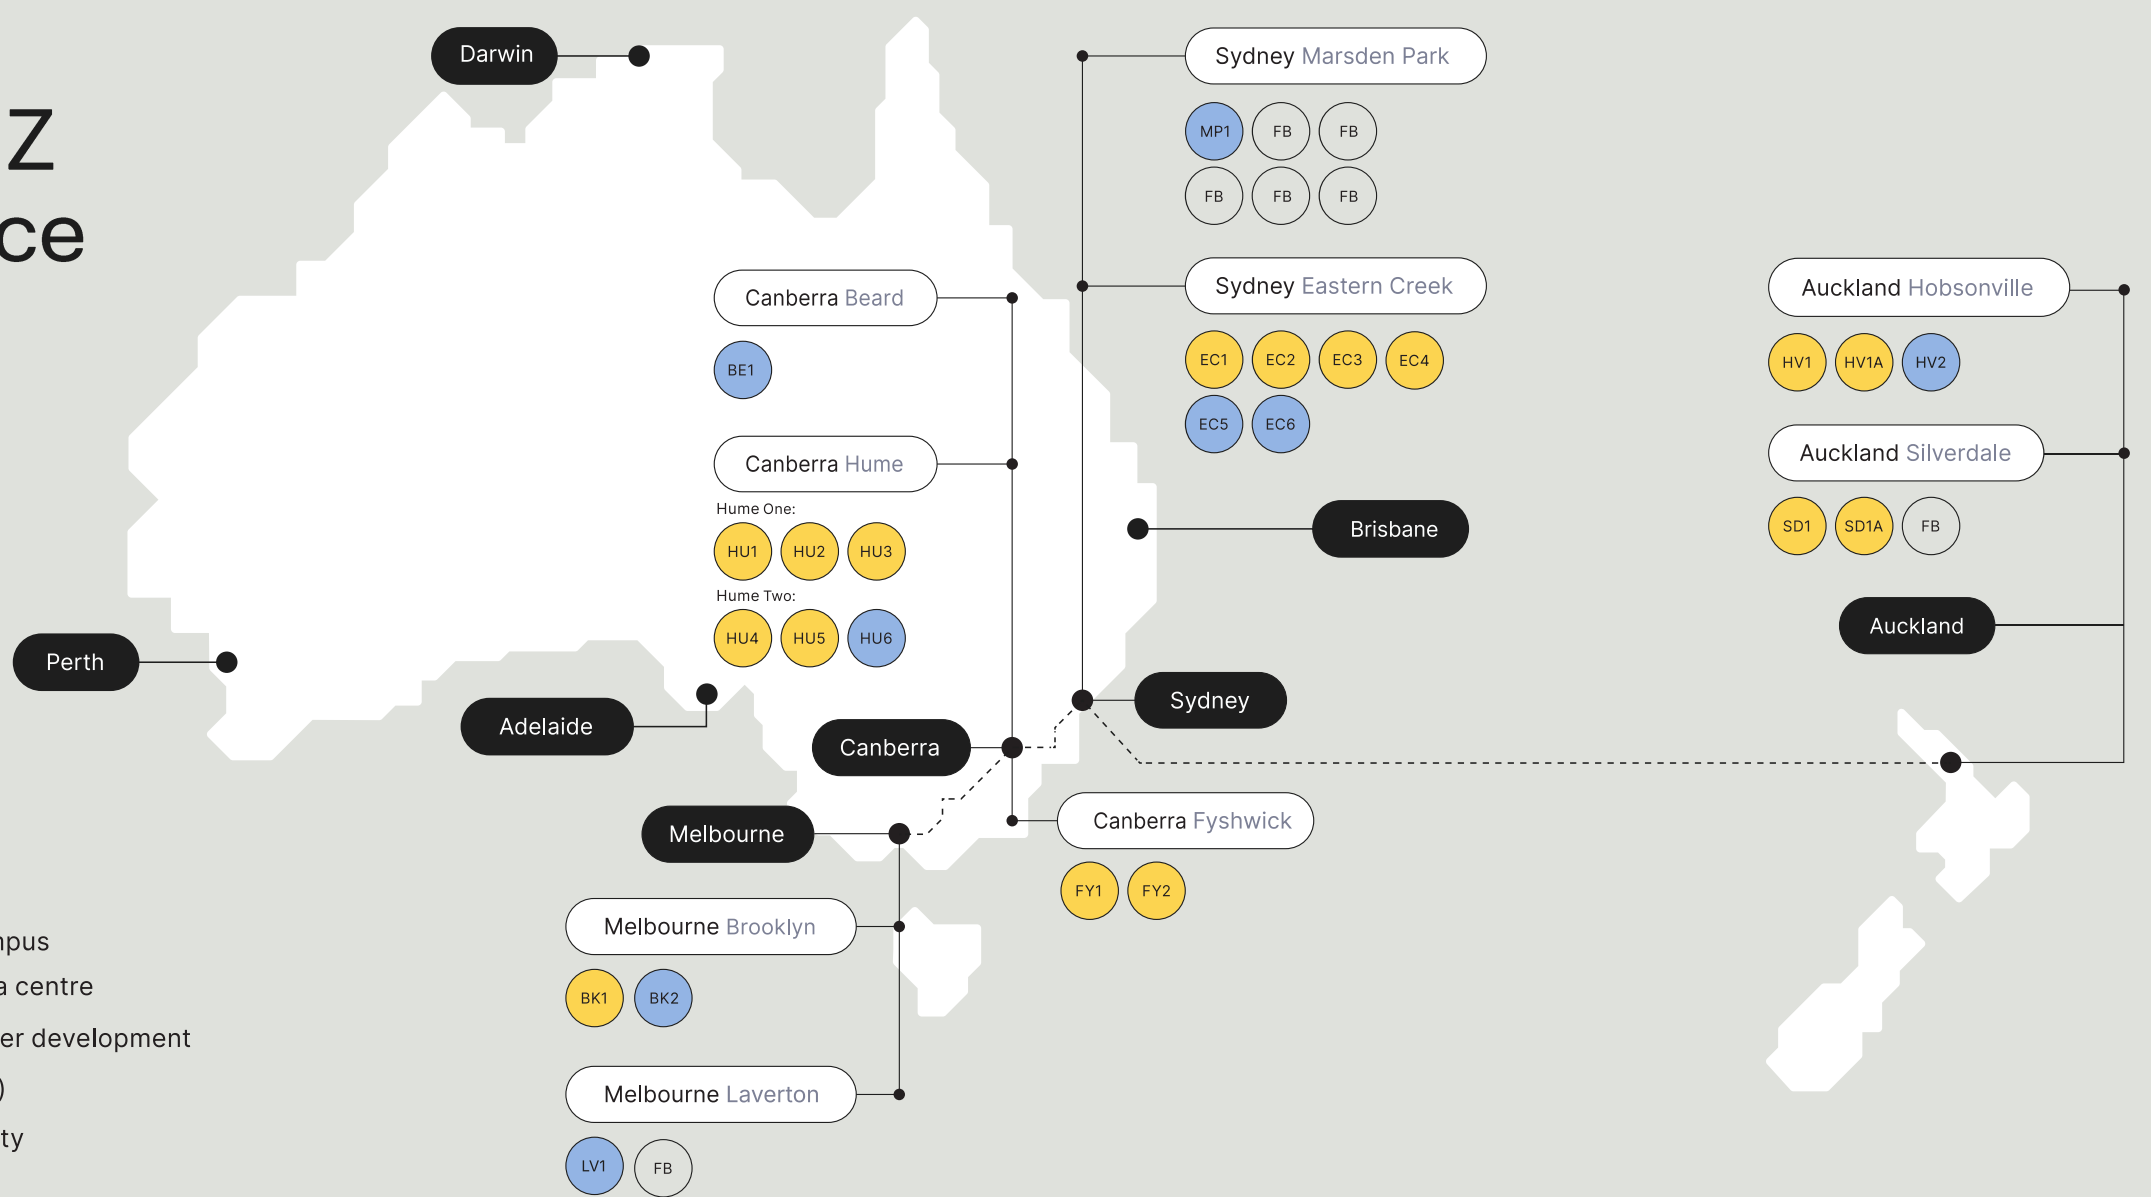 Z
ce
Darwin
Sydney Marsden Park
MP1 FB FB
FB FB FB
Canberra Beard
BE1
Sydney Eastern Creek
EC1 EC2 EC3 EC4
EC5 EC6
Auckland Hobsonville
HV1 HV1A HV2
Canberra Hume
Hume One:
HU1 HU2 HU3
Hume Two:
HU4 HU5 HU6
Auckland Silverdale
SD1 SD1A FB
Brisbane
Auckland
Perth
Adelaide
Sydney
Canberra
Melbourne
Canberra Fyshwick
FY1 FY2
Melbourne Brooklyn
BK1 BK2
Melbourne Laverton
LV1 FB
mpus
a centre
er development
)
ty